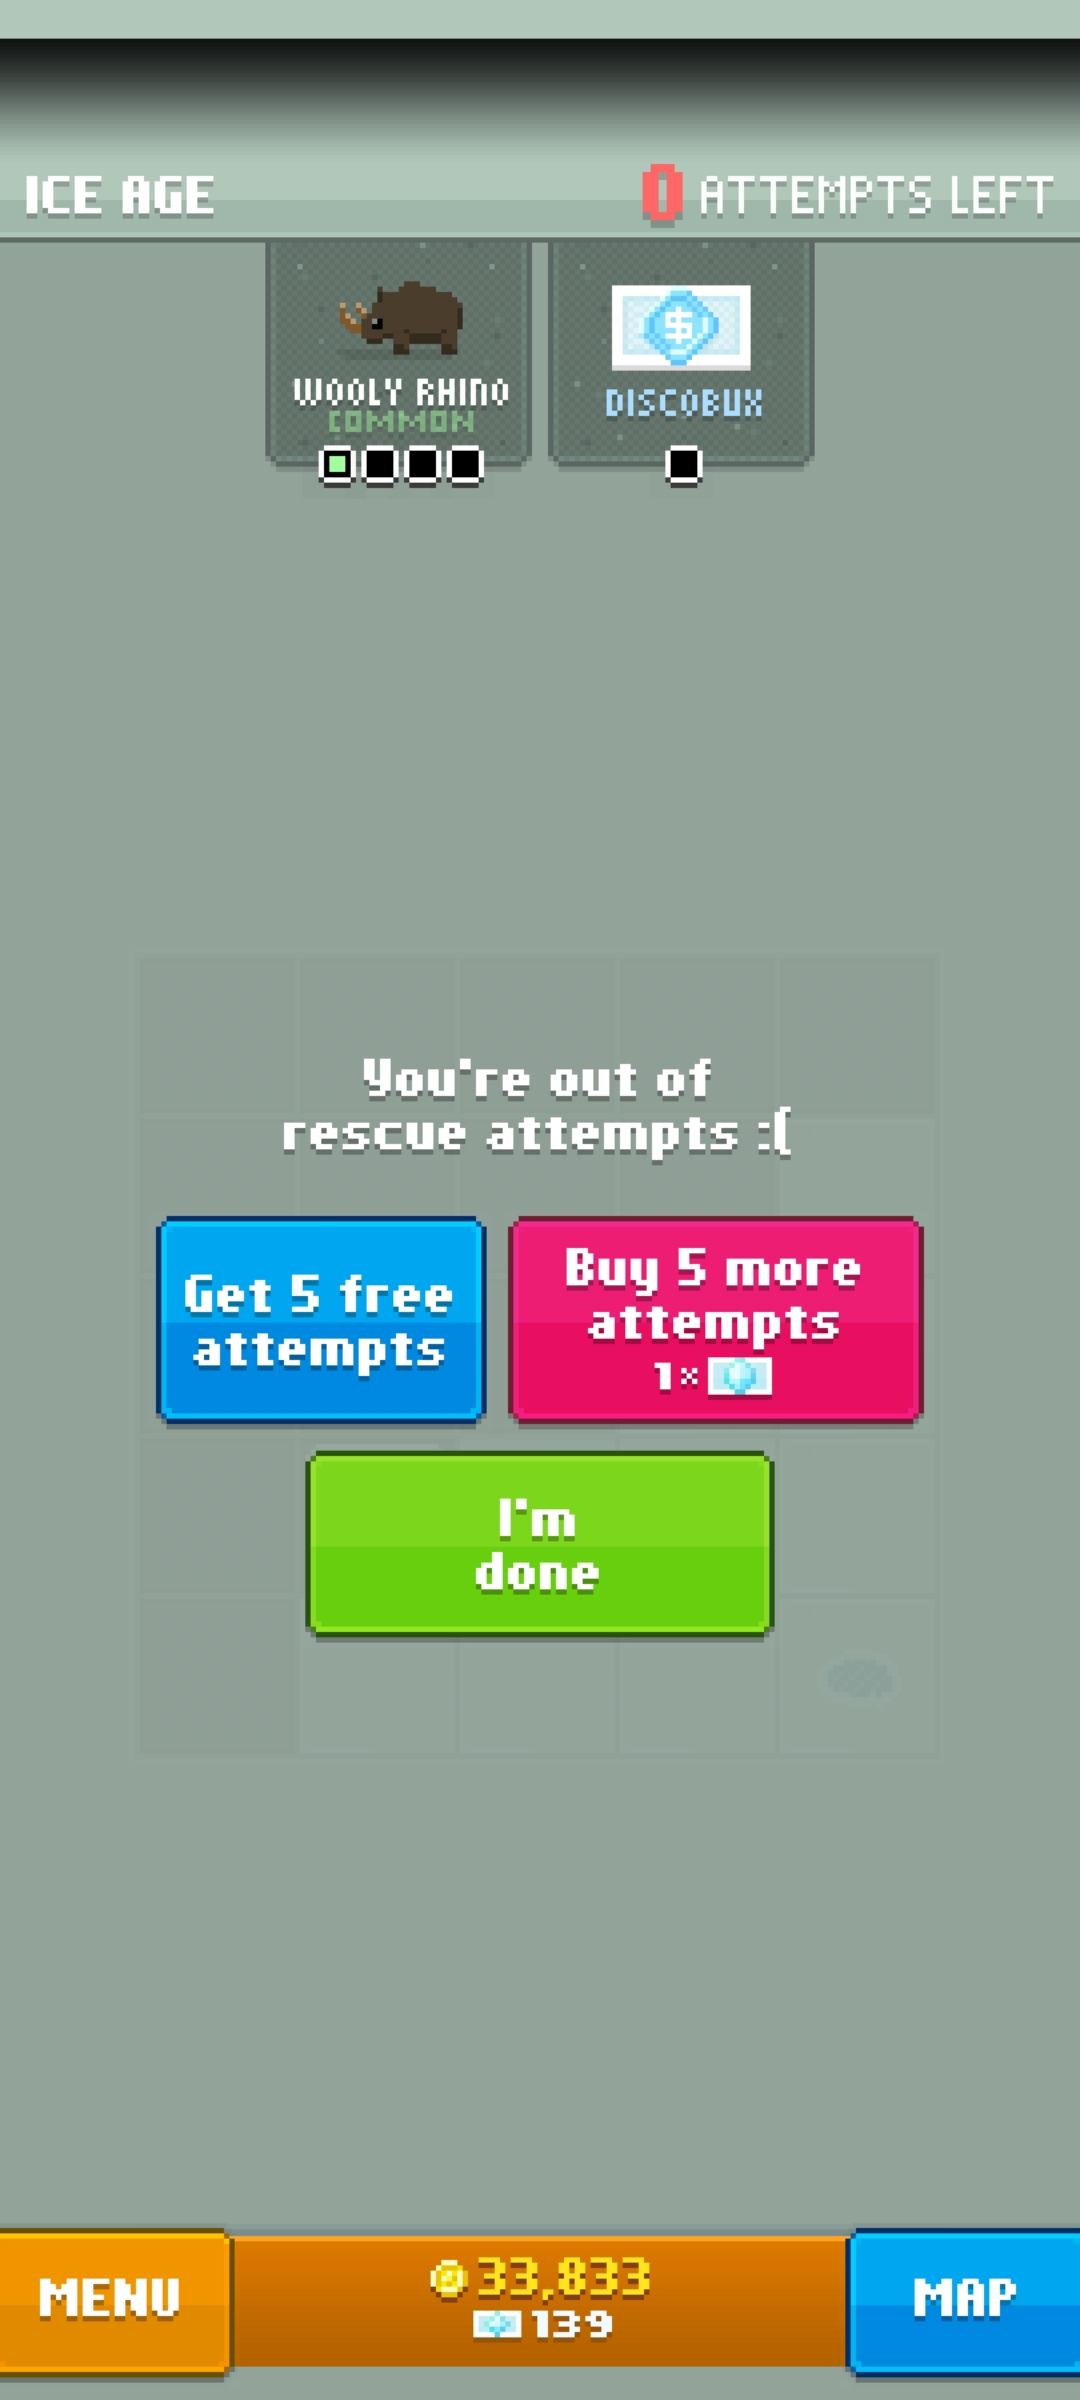 ICE AGE
0 ATTEMPTS LEFT
WOOLY RHINO
COMMON
$
DISCOBUX
You're out of
rescue attempts :(
Get 5 free
attempts
Buy 5 more
attempts
1×
I'm
done
MENU
33,833
139
MAP